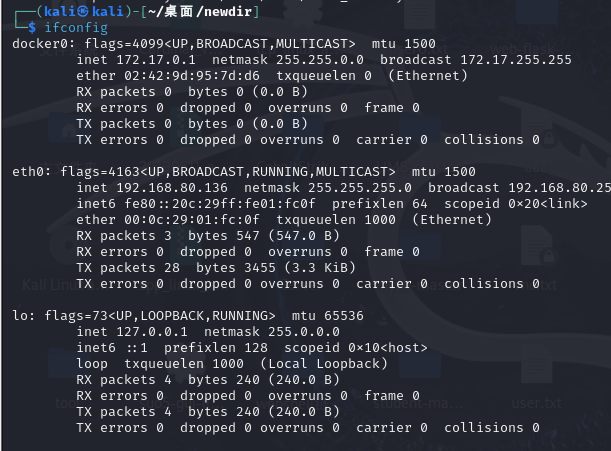 ┌──(kali㉿kali)-[~/桌面/newdir]
└─$ ifconfig
docker0: flags=4099<UP,BROADCAST,MULTICAST>  mtu 1500
        inet 172.17.0.1  netmask 255.255.0.0  broadcast 172.17.255.255
        ether 02:42:9d:95:7d:d6  txqueuelen 0  (Ethernet)
        RX packets 0  bytes 0 (0.0 B)
        RX errors 0  dropped 0  overruns 0  frame 0
        TX packets 0  bytes 0 (0.0 B)
        TX errors 0  dropped 0 overruns 0  carrier 0  collisions 0
eth0: flags=4163<UP,BROADCAST,RUNNING,MULTICAST>  mtu 1500
        inet 192.168.80.136  netmask 255.255.255.0  broadcast 192.168.80.25
        inet6 fe80::20c:29ff:fe01:fc0f  prefixlen 64  scopeid 0×20<link>
        ether 00:0c:29:01:fc:0f  txqueuelen 1000  (Ethernet)
        RX packets 3  bytes 547 (547.0 B)
        RX errors 0  dropped 0  overruns 0  frame 0
        TX packets 28  bytes 3455 (3.3 KiB)
        TX errors 0  dropped 0 overruns 0  carrier 0  collisions 0
lo: flags=73<UP,LOOPBACK,RUNNING>  mtu 65536
        inet 127.0.0.1  netmask 255.0.0.0
        inet6 ::1  prefixlen 128  scopeid 0×10<host>
        loop  txqueuelen 1000  (Local Loopback)
        RX packets 4  bytes 240 (240.0 B)
        RX errors 0  dropped 0  overruns 0  frame 0
        TX packets 4  bytes 240 (240.0 B)
        TX errors 0  dropped 0 overruns 0  carrier 0  collisions 0
Kali Linu
student-ma...
user.txt